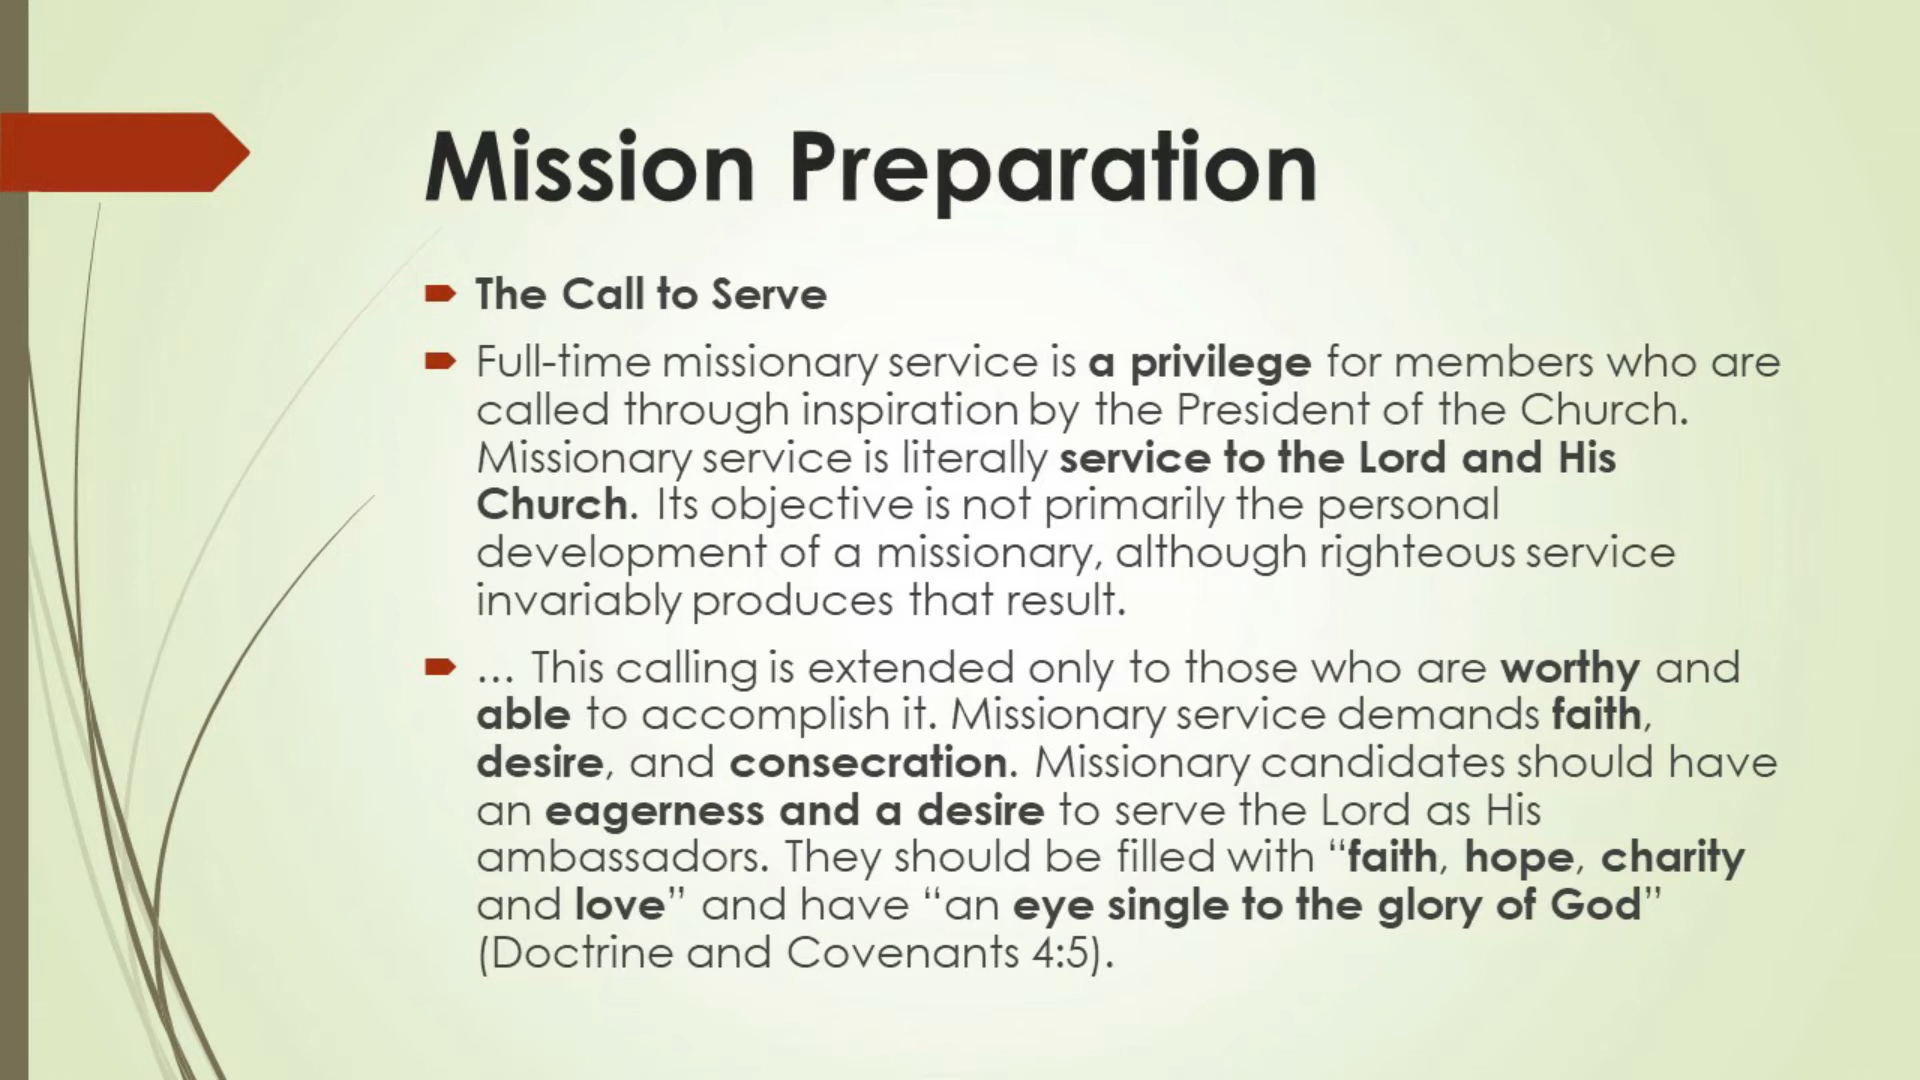 Mission Preparation
The Call to Serve
Full-time missionary service is a privilege for members who are
called through inspiration by the President of the Church.
Missionary service is literally service to the Lord and His
Church. Its objective is not primarily the personal
development of a missionary, although righteous service
invariably produces that result.
… This calling is extended only to those who are worthy and
able to accomplish it. Missionary service demands faith,
desire, and consecration. Missionary candidates should have
an eagerness and a desire to serve the Lord as His
ambassadors. They should be filled with “faith, hope, charity
and love” and have “an eye single to the glory of God”
(Doctrine and Covenants 4:5).